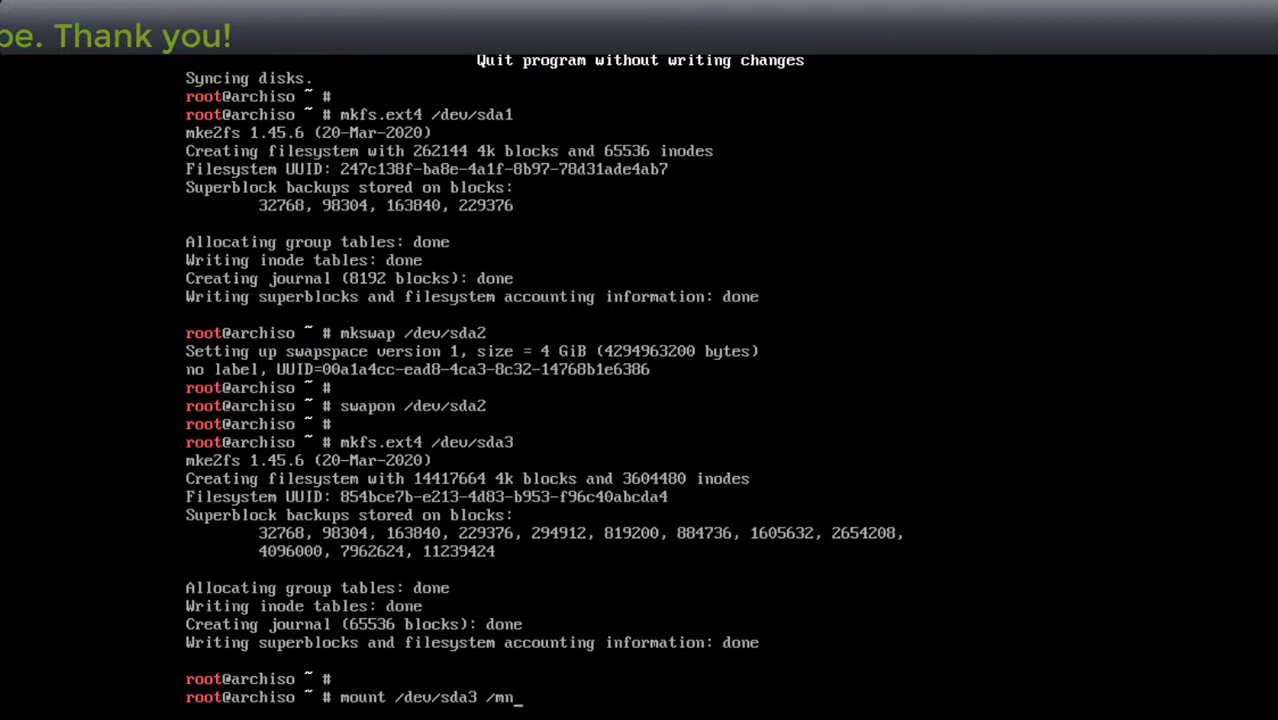 be. Thank you!
Quit program without writing changes
Syncing disks.
root@archiso ~ #
root@archiso ~ # mkfs.ext4 /dev/sda1
mke2fs 1.45.6 (20-Mar-2020)
Creating filesystem with 262144 4k blocks and 65536 inodes
Filesystem UUID: 247c138f-ba8e-4a1f-8b97-78d31ade4ab7
Superblock backups stored on blocks:
32768, 98304, 163840, 229376
Allocating group tables: done
Writing inode tables: done
Creating journal (8192 blocks): done
Writing superblocks and filesystem accounting information: done
root@archiso ~ # mkswap /dev/sda2
Setting up swapspace version 1, size = 4 GiB (4294963200 bytes)
no label, UUID=00a1a4cc-ead8-4ca3-8c32-14768b1e6386
root@archiso ~ #
root@archiso ~ # swapon /dev/sda2
root@archiso ~ #
root@archiso ~ # mkfs.ext4 /dev/sda3
mke2fs 1.45.6 (20-Mar-2020)
Creating filesystem with 14417664 4k blocks and 3604480 inodes
Filesystem UUID: 854bce7b-e213-4d83-b953-f96c40abcda4
Superblock backups stored on blocks:
32768, 98304, 163840, 229376, 294912, 819200, 884736, 1605632, 2654208,
4096000, 7962624, 11239424
Allocating group tables: done
Writing inode tables: done
Creating journal (65536 blocks): done
Writing superblocks and filesystem accounting information: done
root@archiso ~ #
root@archiso ~ # mount /dev/sda3 /mn_